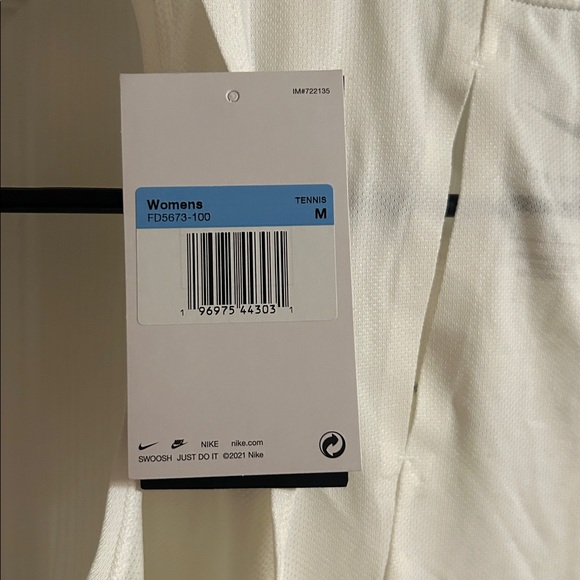 IM#722135
Womens TENNIS
FD5673-100 M
1 96975 44303 1
NIKE nike.com
SWOOSH JUST DO IT ©2021 Nike